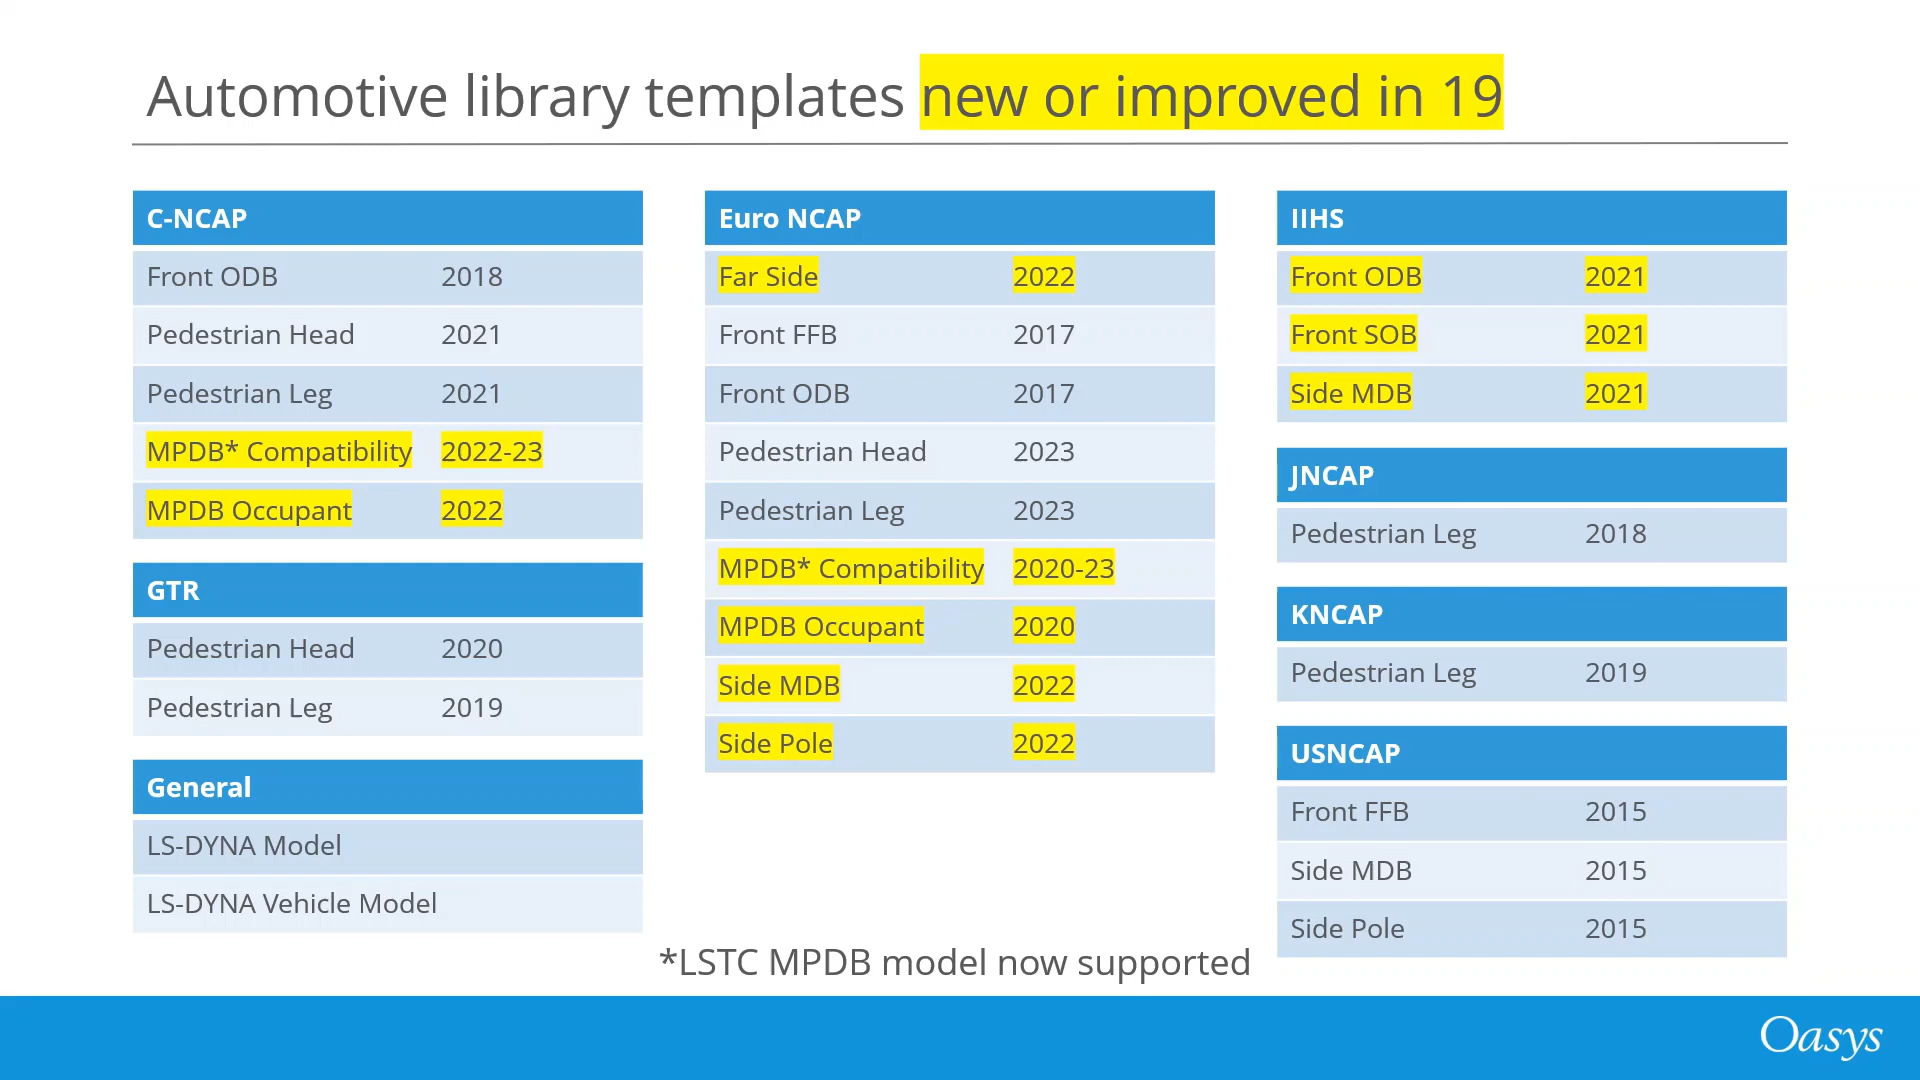 Automotive library templates new or improved in 19
C-NCAP
Front ODB 2018
Pedestrian Head 2021
Pedestrian Leg 2021
MPDB* Compatibility 2022-23
MPDB Occupant 2022
GTR
Pedestrian Head 2020
Pedestrian Leg 2019
General
LS-DYNA Model
LS-DYNA Vehicle Model
Euro NCAP
Far Side 2022
Front FFB 2017
Front ODB 2017
Pedestrian Head 2023
Pedestrian Leg 2023
MPDB* Compatibility 2020-23
MPDB Occupant 2020
Side MDB 2022
Side Pole 2022
IIHS
Front ODB 2021
Front SOB 2021
Side MDB 2021
JNCAP
Pedestrian Leg 2018
KNCAP
Pedestrian Leg 2019
USNCAP
Front FFB 2015
Side MDB 2015
Side Pole 2015
*LSTC MPDB model now supported
Oasys